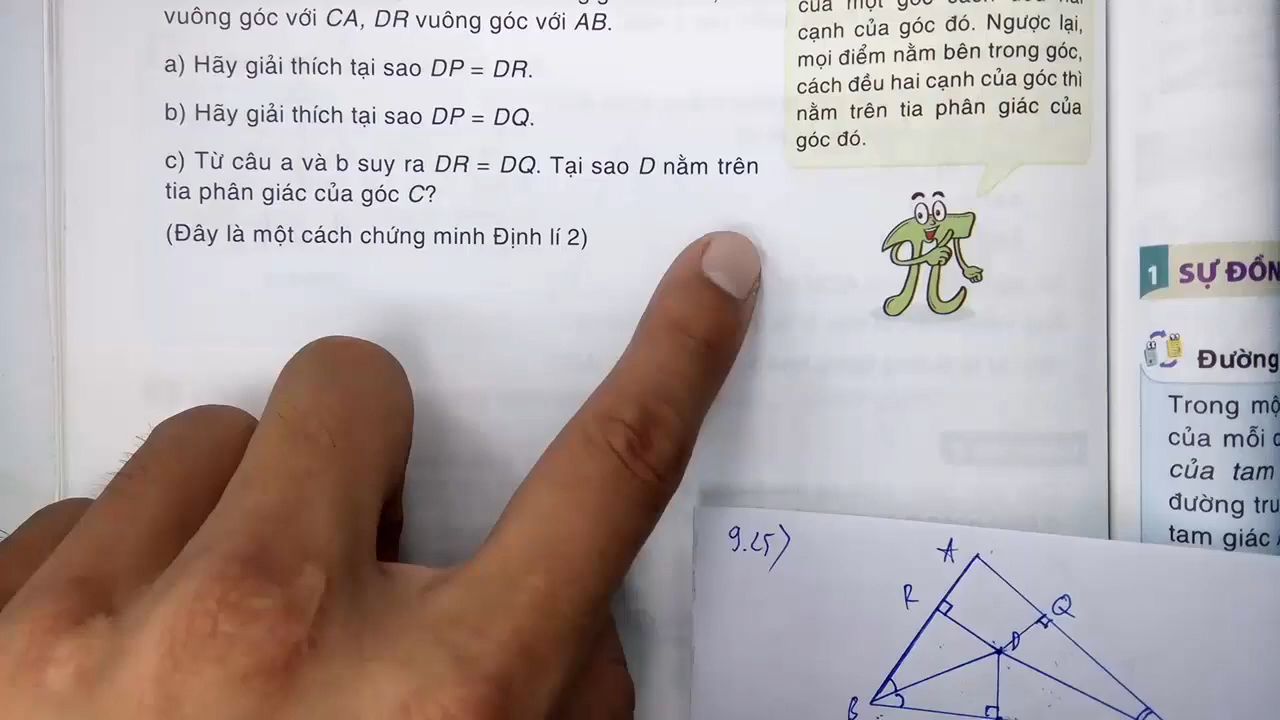 vuông góc với CA, DR vuông góc với AB.
a) Hãy giải thích tại sao DP = DR.
b) Hãy giải thích tại sao DP = DQ.
c) Từ câu a và b suy ra DR = DQ. Tại sao D nằm trên
tia phân giác của góc C?
(Đây là một cách chứng minh Định lí 2)
của một góc
cạnh của góc đó. Ngược lại,
mọi điểm nằm bên trong góc,
cách đều hai cạnh của góc thì
nằm trên tia phân giác của
góc đó.
1 SỰ ĐỒN
Đường
Trong mộ
của mỗi
của tam
đường tru
tam giác
9.25)
A
R
Q
D
B